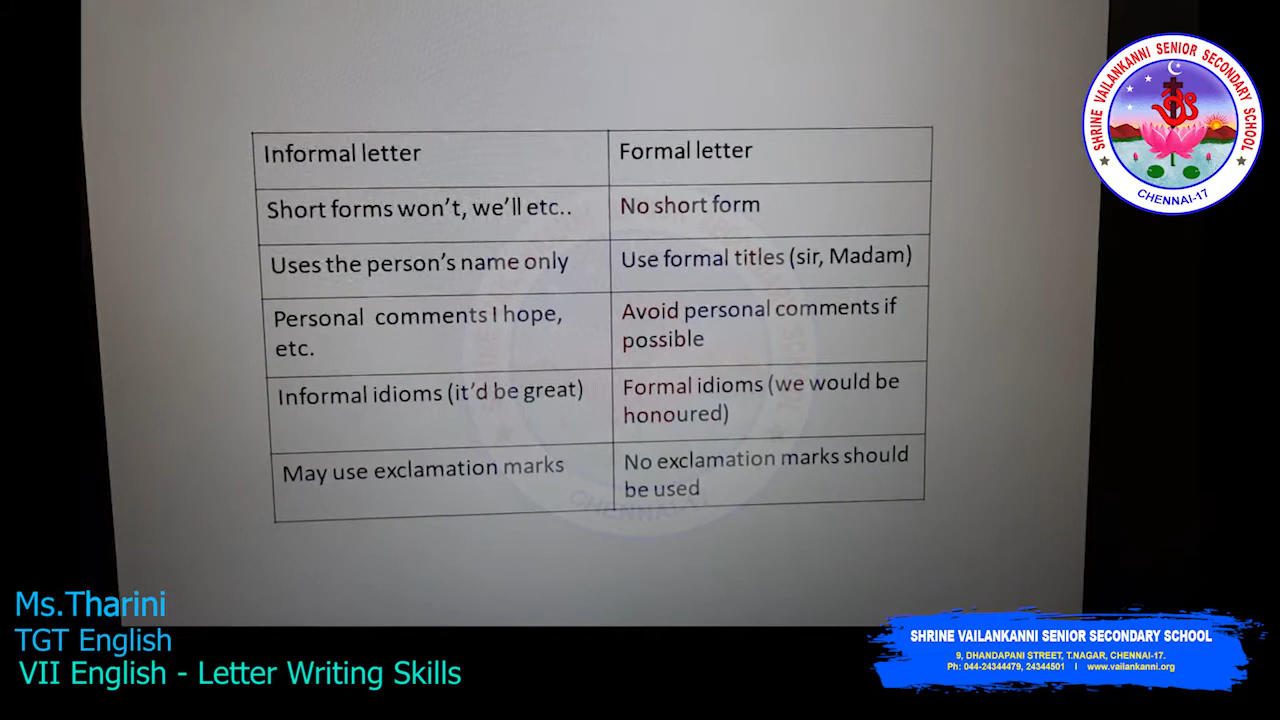 Informal letter
Formal letter
Short forms won't, we'll etc..
No short form
Uses the person's name only
Use formal titles (sir, Madam)
Personal comments I hope,
etc.
Avoid personal comments if
possible
Informal idioms (it'd be great)
Formal idioms (we would be
honoured)
May use exclamation marks
No exclamation marks should
be used
SHRINE VAILANKANNI SENIOR SECONDARY SCHOOL
CHENNAI-17
CHENNAI-17
Ms.Tharini
TGT English
VII English - Letter Writing Skills
SHRINE VAILANKANNI SENIOR SECONDARY SCHOOL
9, DHANDAPANI STREET, T.NAGAR, CHENNAI-17.
Ph: 044-24344479, 24344501 I www.vailankanni.org